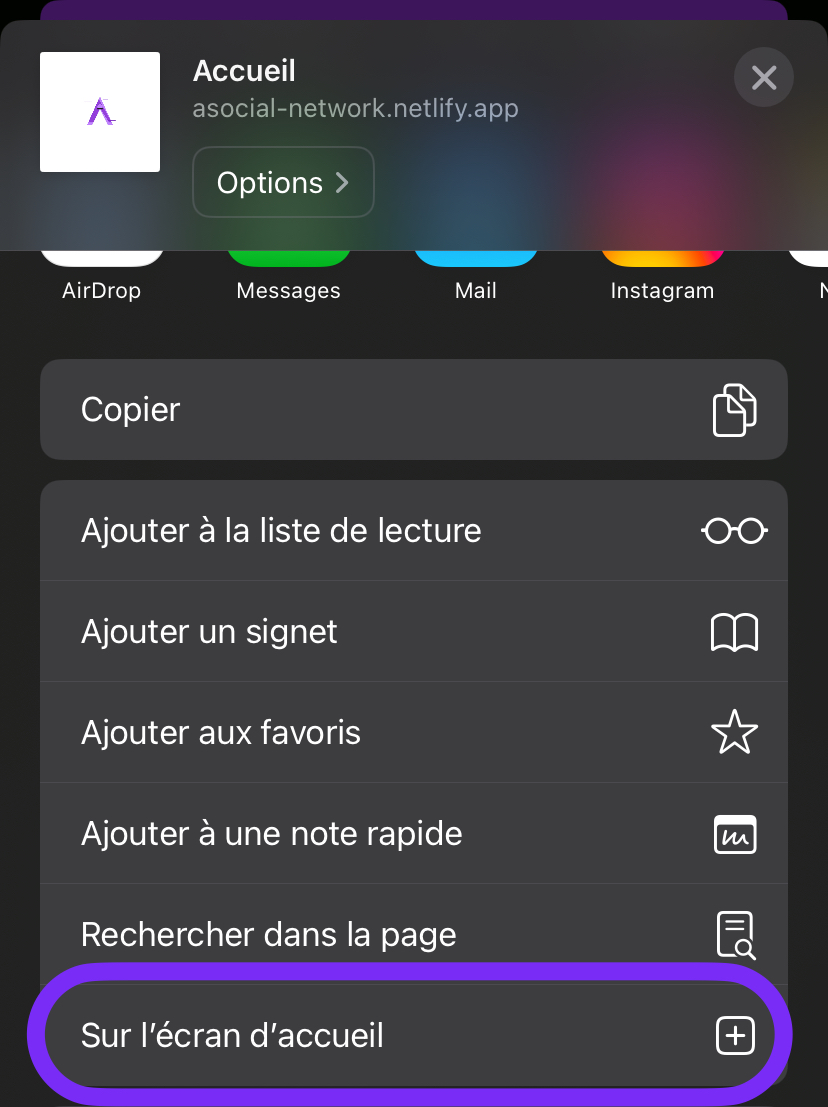 Accueil
asocial-network.netlify.app
Options
AirDrop
Messages
Mail
Instagram
Copier
Ajouter à la liste de lecture
Ajouter un signet
Ajouter aux favoris
Ajouter à une note rapide
Rechercher dans la page
Sur l’écran d’accueil